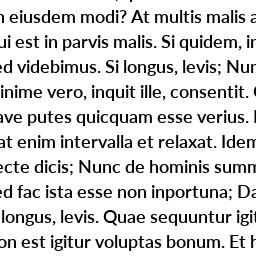 n eiusdem modi? At multis malis a
ui est in parvis malis. Si quidem, in
ed videbimus. Si longus, levis; Nun
inime vero, inquit ille, consentit.
ave putes quicquam esse verius. I
at enim intervalla et relaxat. Idem
ecte dicis; Nunc de hominis summ
ed fac ista esse non inportuna; Da
longus, levis. Quae sequuntur igit
on est igitur voluptas bonum. Et h